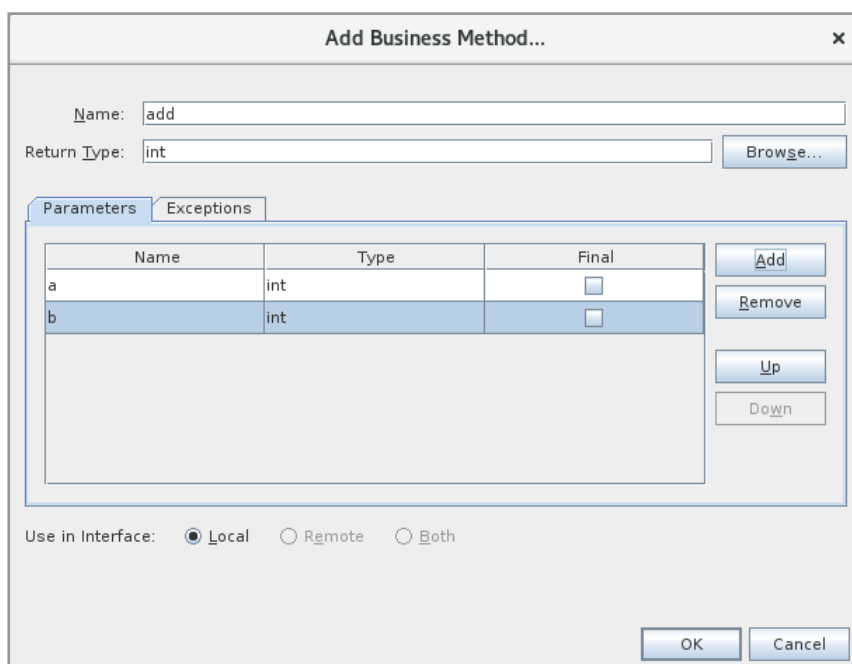 Add Business Method...
Name: add
Return Type: int Browse...
Parameters Exceptions
Name Type Final Add
a int
Remove
b int
Up
Down
Use in Interface: Local Remote Both
OK Cancel